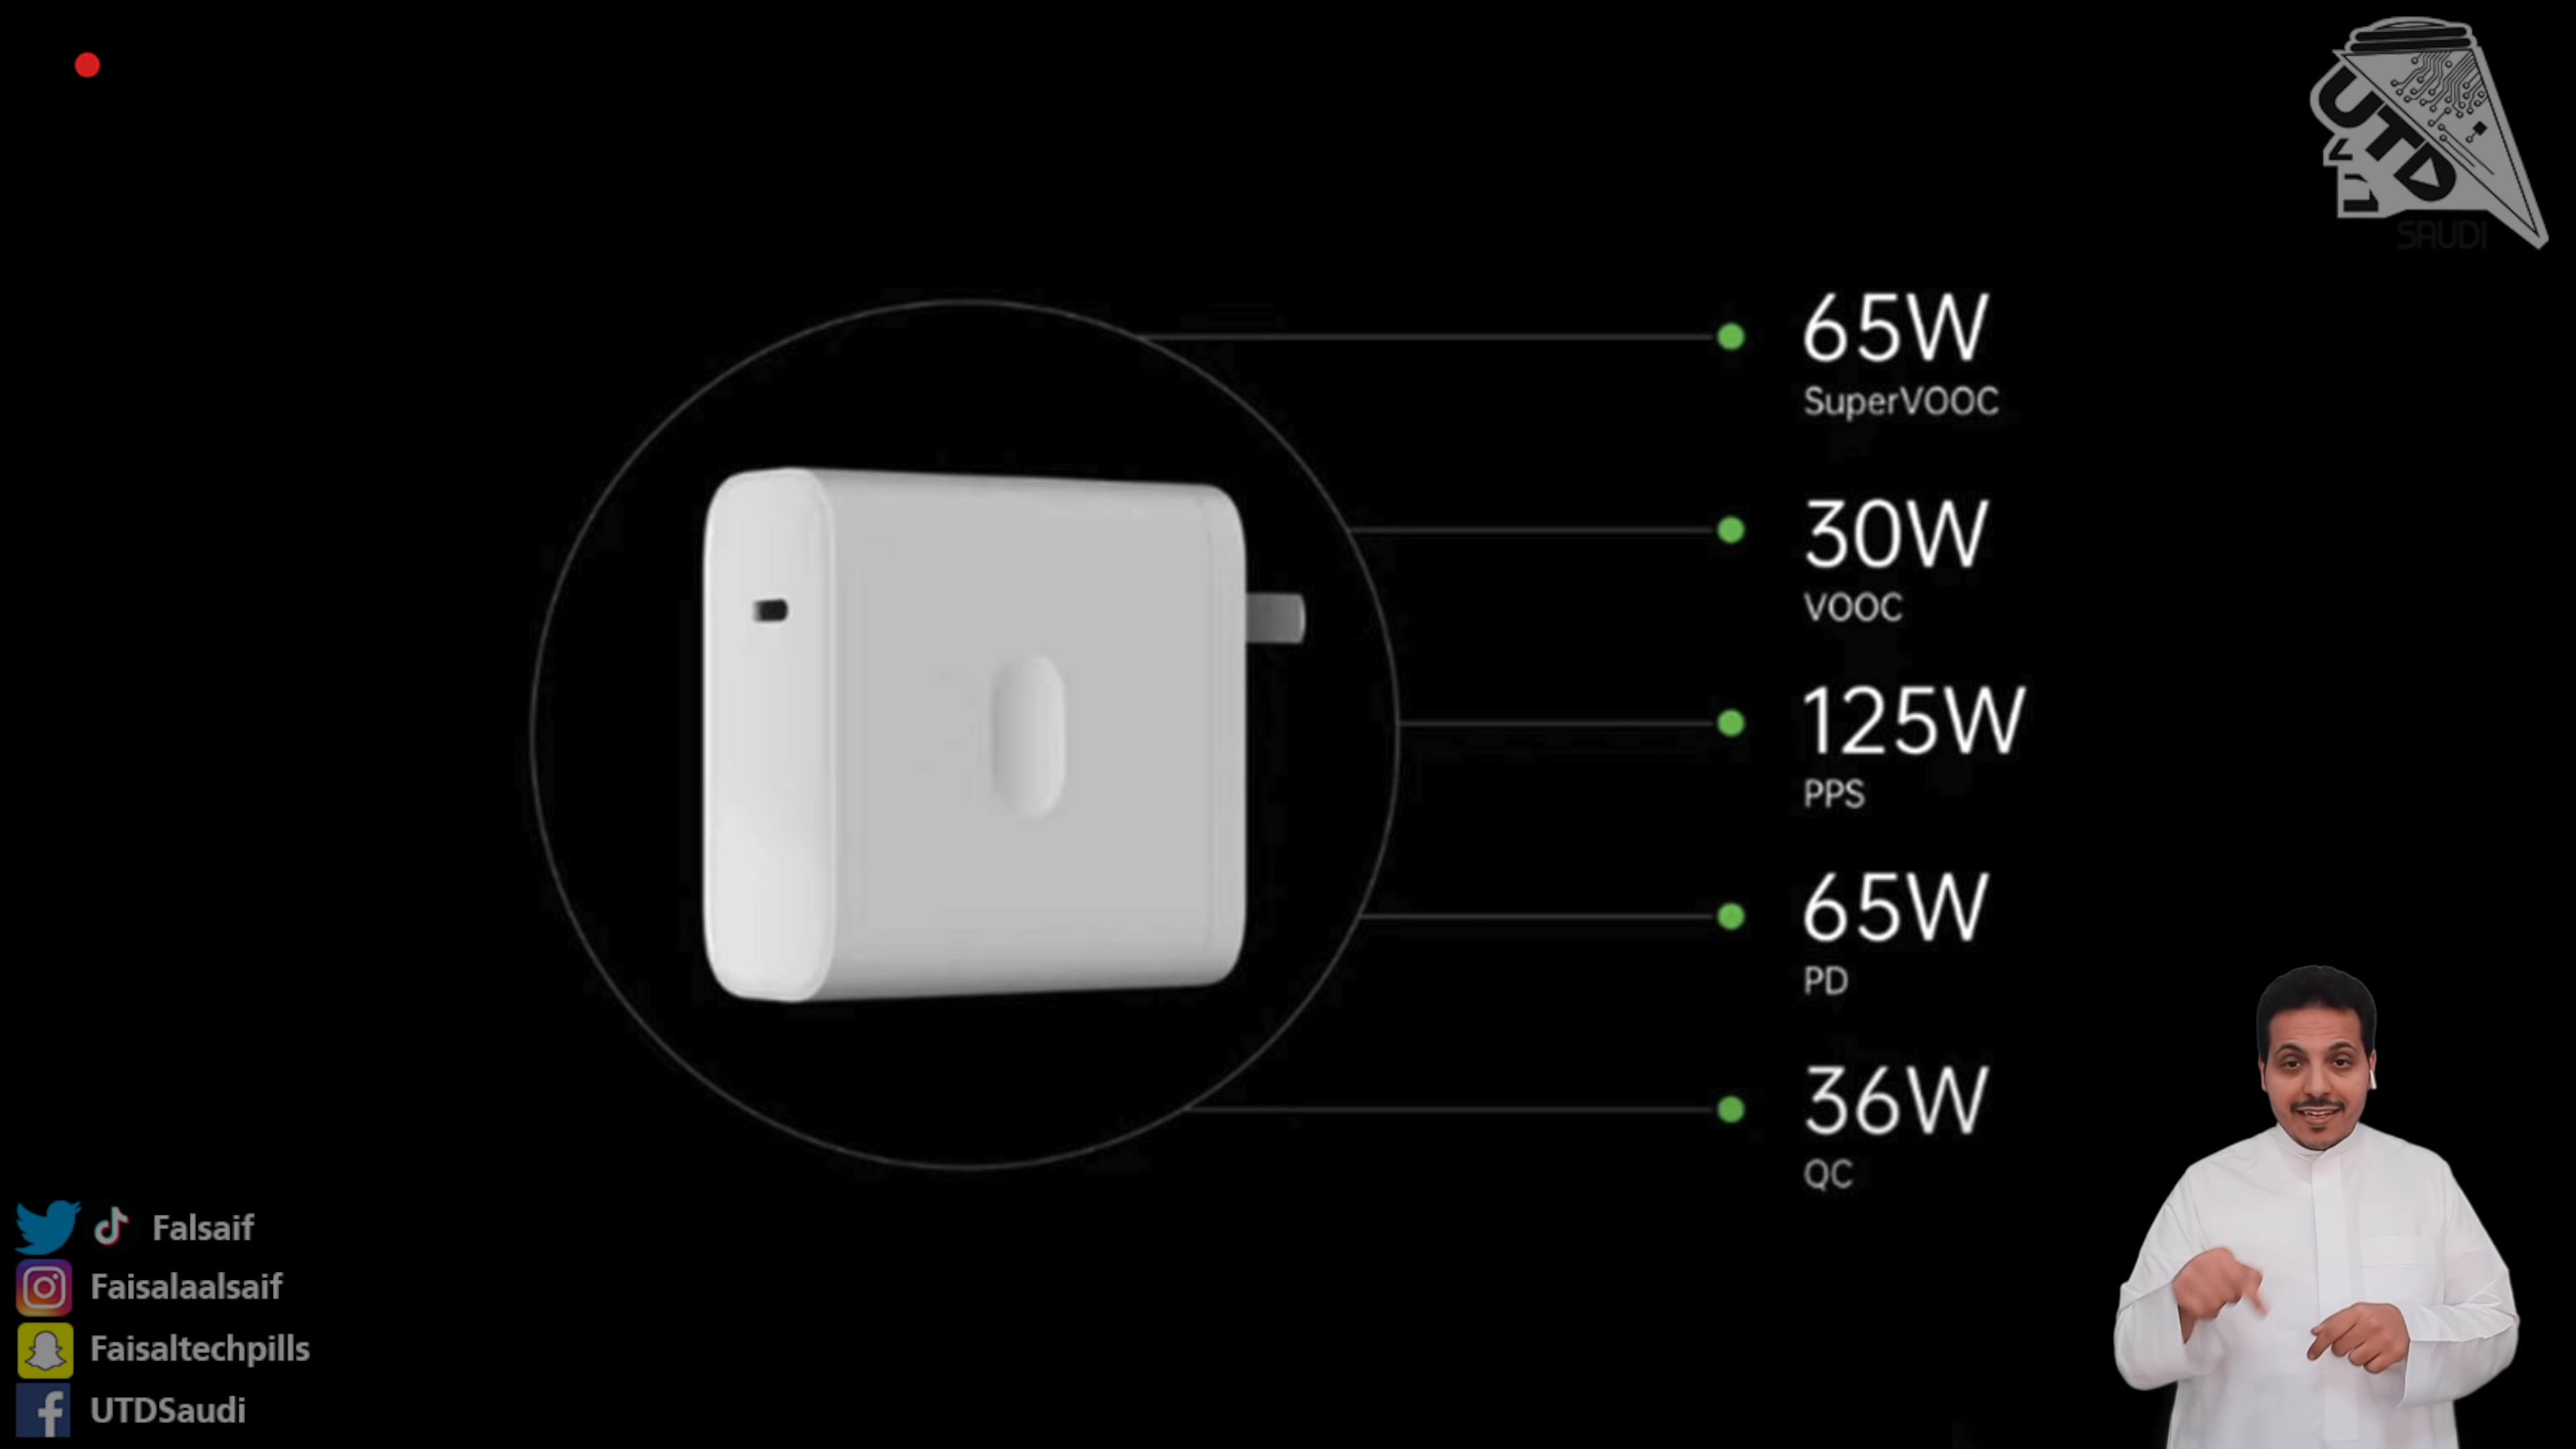 UTD
SAUDI
65W
SuperVOOC
30W
VOOC
125W
PPS
65W
PD
36W
QC
Falsaif
Faisalaalsaif
Faisaltechpills
UTDSaudi